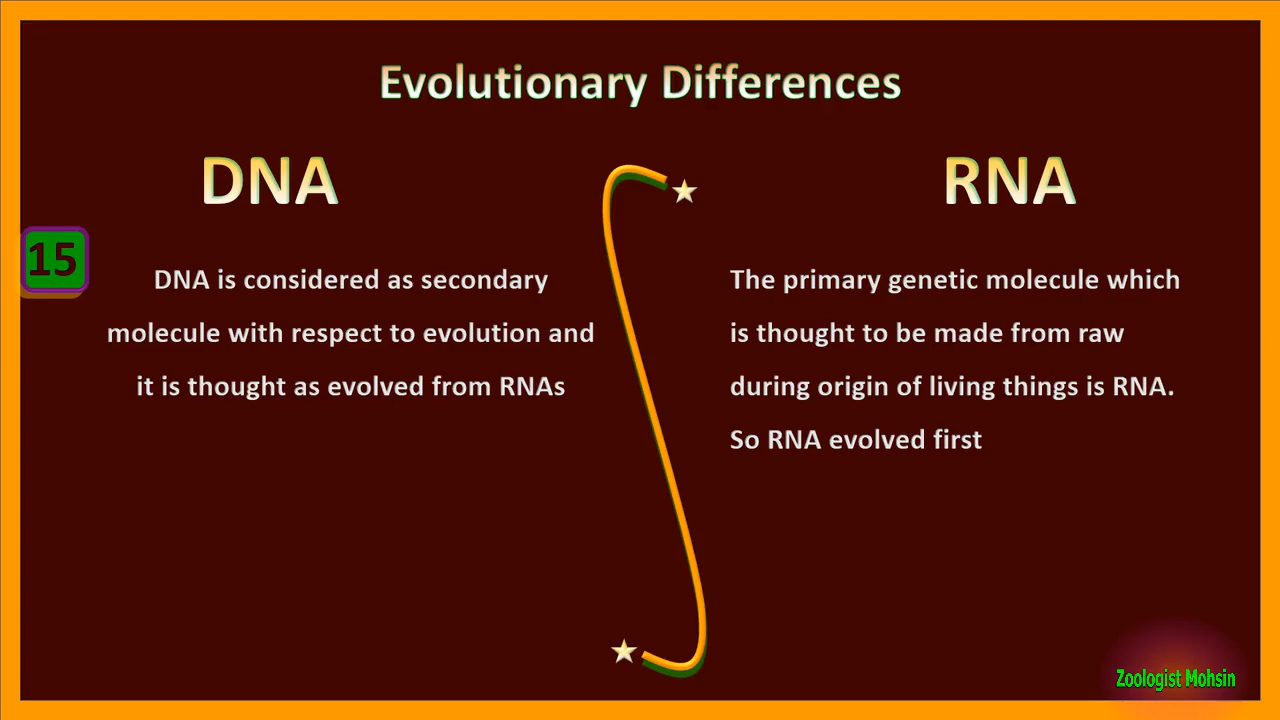 Evolutionary Differences
DNA
RNA
15
DNA is considered as secondary
molecule with respect to evolution and
it is thought as evolved from RNAs
The primary genetic molecule which
is thought to be made from raw
during origin of living things is RNA.
So RNA evolved first
Zoologist Mohsin